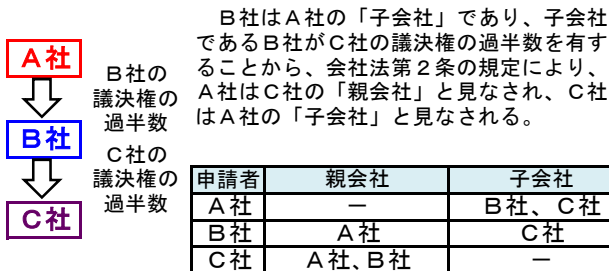 B社はA社の「子会社」であり、子会社
であるB社がC社の議決権の過半数を有す
ることから、会社法第２条の規定により、
A社はC社の「親会社」と見なされ、C社
はA社の「子会社」と見なされる。
A社
B社の
議決権の
過半数
B社
C社の
議決権の
過半数
C社
申請者 親会社 子会社
A社 － B社、C社
B社 A社 C社
C社 A社、B社 －